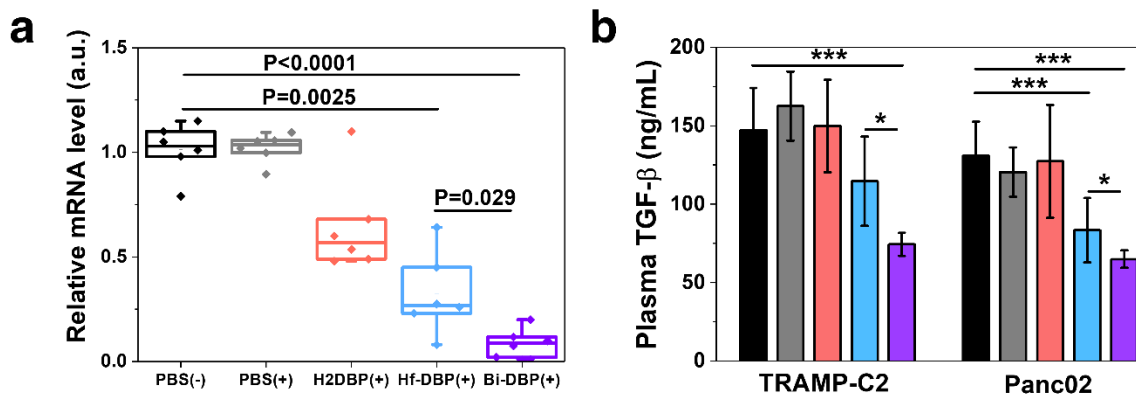 a
Relative mRNA level (a.u.)
1.5
1.0
0.5
0.0
P<0.0001
P=0.0025
P=0.029
PBS(-) PBS(+) H2DBP(+) Hf-DBP(+) Bi-DBP(+)
b
Plasma TGF-β (ng/mL)
200
150
100
50
0
***
*
***
***
*
TRAMP-C2 Panc02